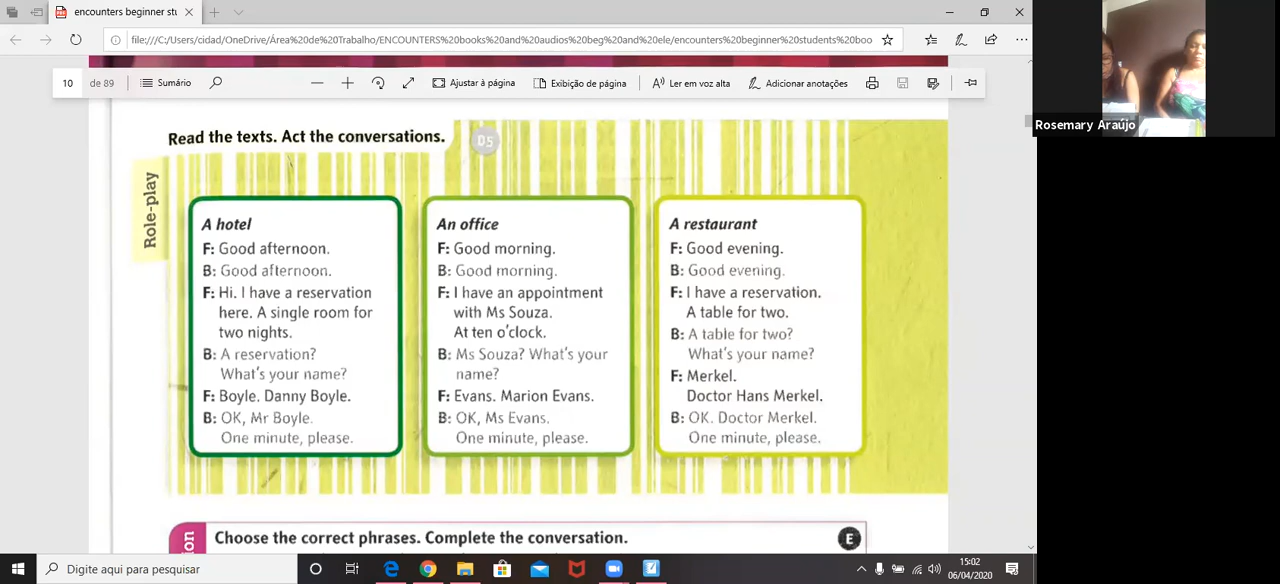 encounters beginner stu
file:///C:/Users/cidad/OneDrive/Área%20de%20Trabalho/ENCOUNTERS%20books%20and%20audios%20beg%20and%20ele/encounters%20beginner%20students%20boo
10 de 89 Sumário Ajustar à página Exibição de página Ler em voz alta Adicionar anotações
Rosemary Araújo
Read the texts. Act the conversations. D5
Role-play
A hotel
F: Good afternoon.
B: Good afternoon.
F: Hi. I have a reservation
here. A single room for
two nights.
B: A reservation?
What's your name?
F: Boyle. Danny Boyle.
B: OK, Mr Boyle.
One minute, please.
An office
F: Good morning.
B: Good morning.
F: I have an appointment
with Ms Souza.
At ten o'clock.
B: Ms Souza? What's your
name?
F: Evans. Marion Evans.
B: OK, Ms Evans.
One minute, please.
A restaurant
F: Good evening.
B: Good evening.
F: I have a reservation.
A table for two.
B: A table for two?
What's your name?
F: Merkel.
Doctor Hans Merkel.
B: OK. Doctor Merkel.
One minute, please.
Choose the correct phrases. Complete the conversation. E
Digite aqui para pesquisar
15:02
06/04/2020